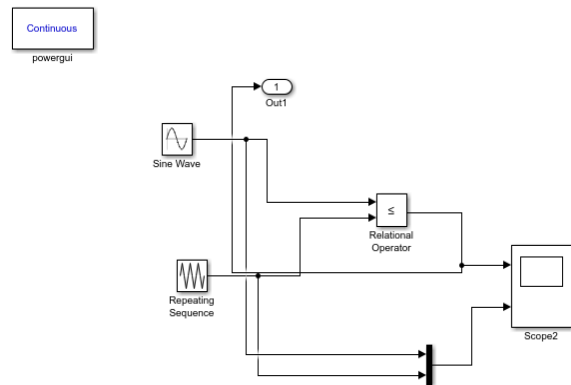 Continuous
powergui
1
Out1
Sine Wave
≤
Relational
Operator
Repeating
Sequence
Scope2